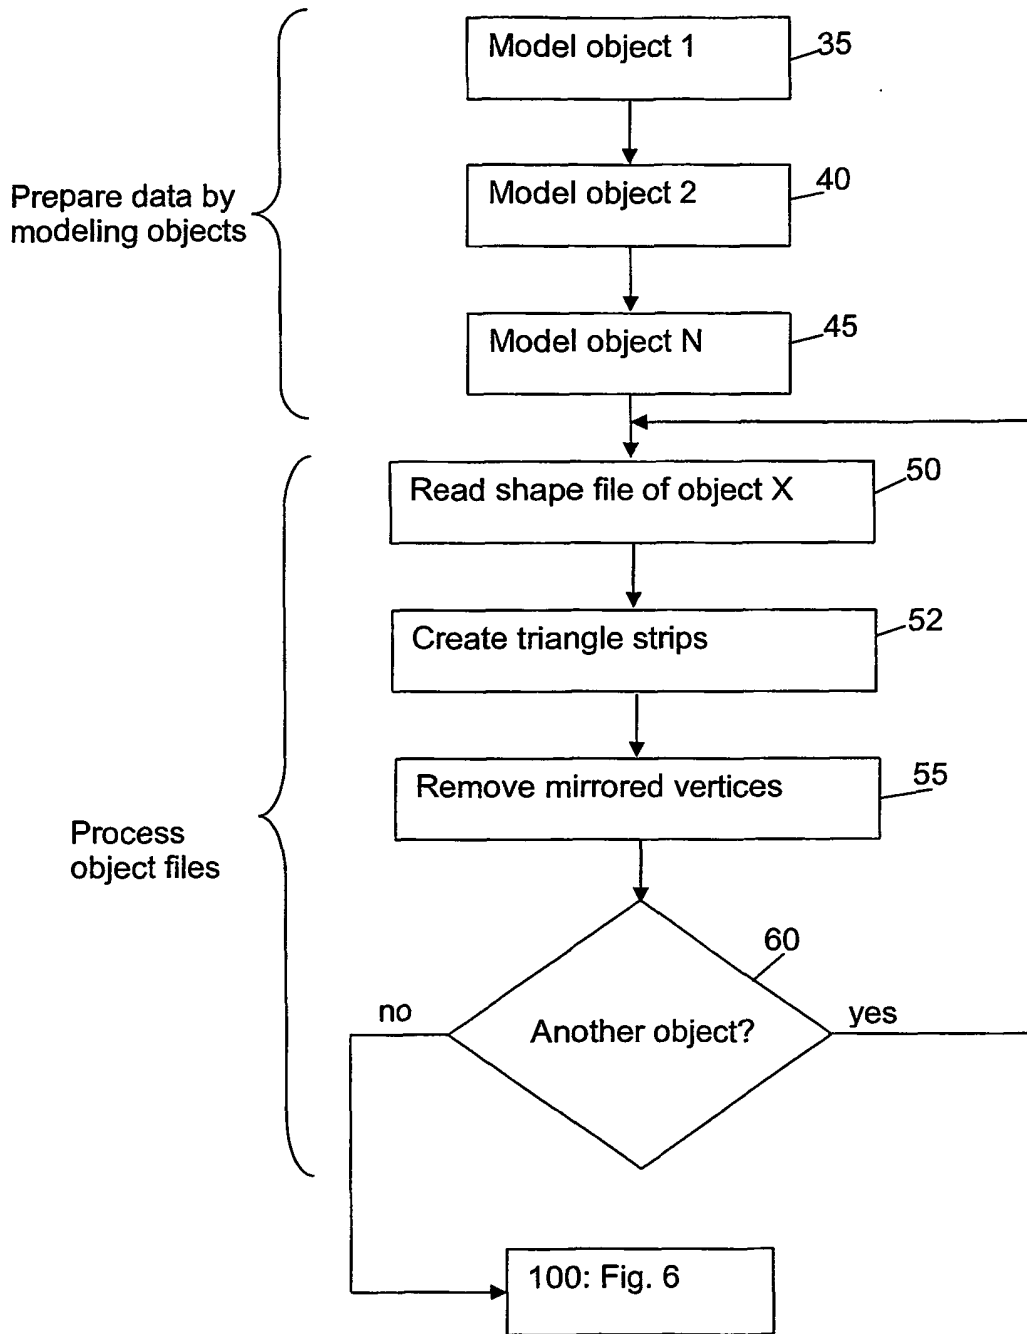 Model object 1
35
Prepare data by
modeling objects
Model object 2
40
Model object N
45
Read shape file of object X
50
Create triangle strips
52
Remove mirrored vertices
55
Process
object files
60
no
Another object?
yes
100: Fig. 6